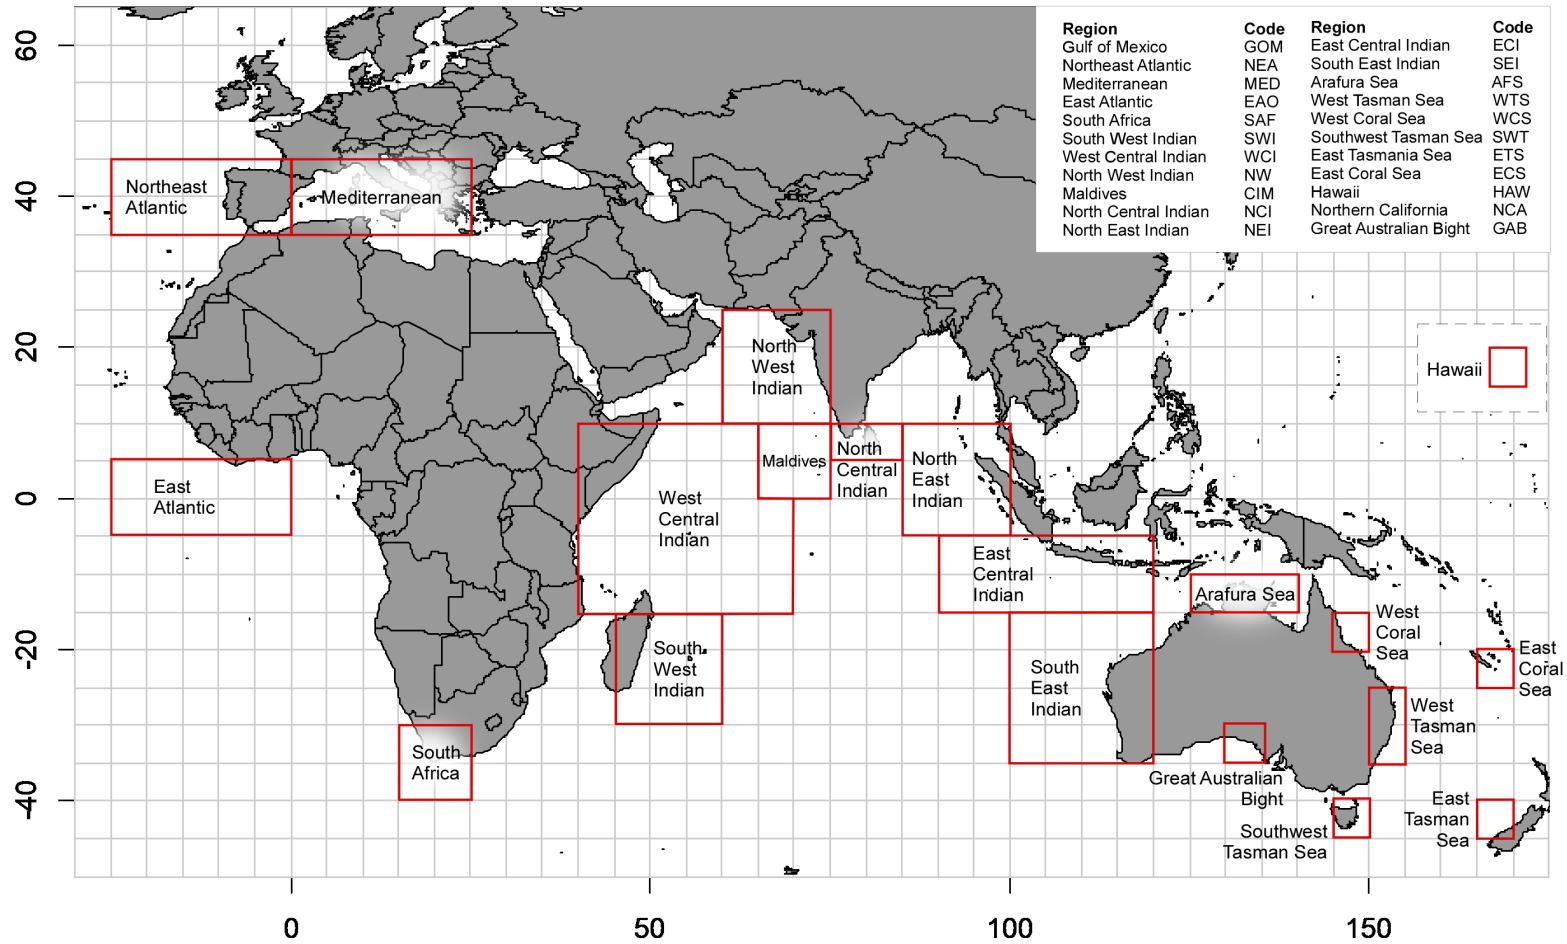 Region Code Region Code
Gulf of Mexico GOM East Central Indian ECI
Northeast Atlantic NEA South East Indian SEI
Mediterranean MED Arafura Sea AFS
East Atlantic EAO West Tasman Sea WTS
South Africa SAF West Coral Sea WCS
South West Indian SWI Southwest Tasman Sea SWT
West Central Indian WCI East Tasmania Sea ETS
North West Indian NW East Coral Sea ECS
Maldives CIM Hawaii HAW
North Central Indian NCI Northern California NCA
North East Indian NEI Great Australian Bight GAB
60
40
20
0
-20
-40
Northeast
Atlantic
Mediterranean
North
West
Indian
Hawaii
East
Atlantic
West
Central
Indian
Maldives
North
Central
Indian
North
East
Indian
East
Central
Indian
Arafura Sea
West
Coral
Sea
East
Coral
Sea
South
West
Indian
South
East
Indian
West
Tasman
Sea
South
Africa
Great Australian
Bight
Southwest
Tasman Sea
East
Tasman
Sea
0 50 100 150